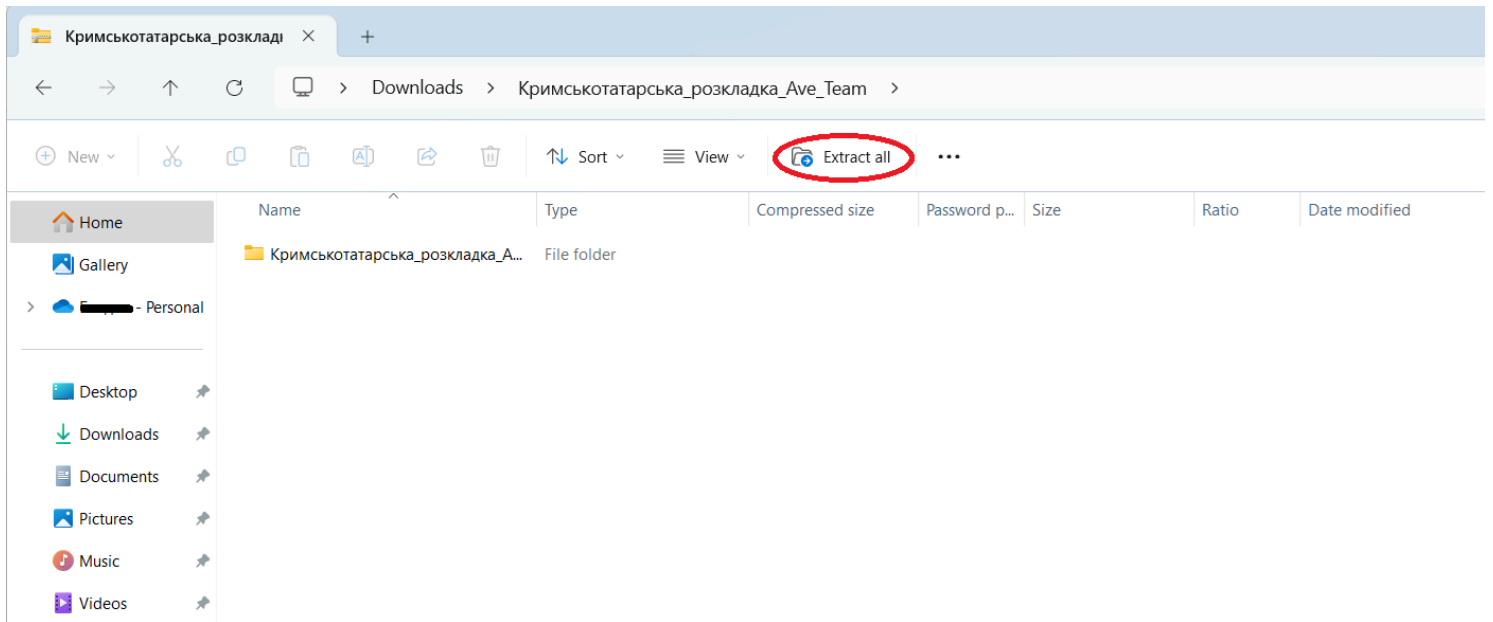 Кримськотатарська_розкладк
Downloads > Кримськотатарська_розкладка_Ave_Team >
New Sort View Extract all
Name Type Compressed size Password p... Size Ratio Date modified
Home
Кримськотатарська_розкладка_А... File folder
Gallery
- Personal
Desktop
Downloads
Documents
Pictures
Music
Videos